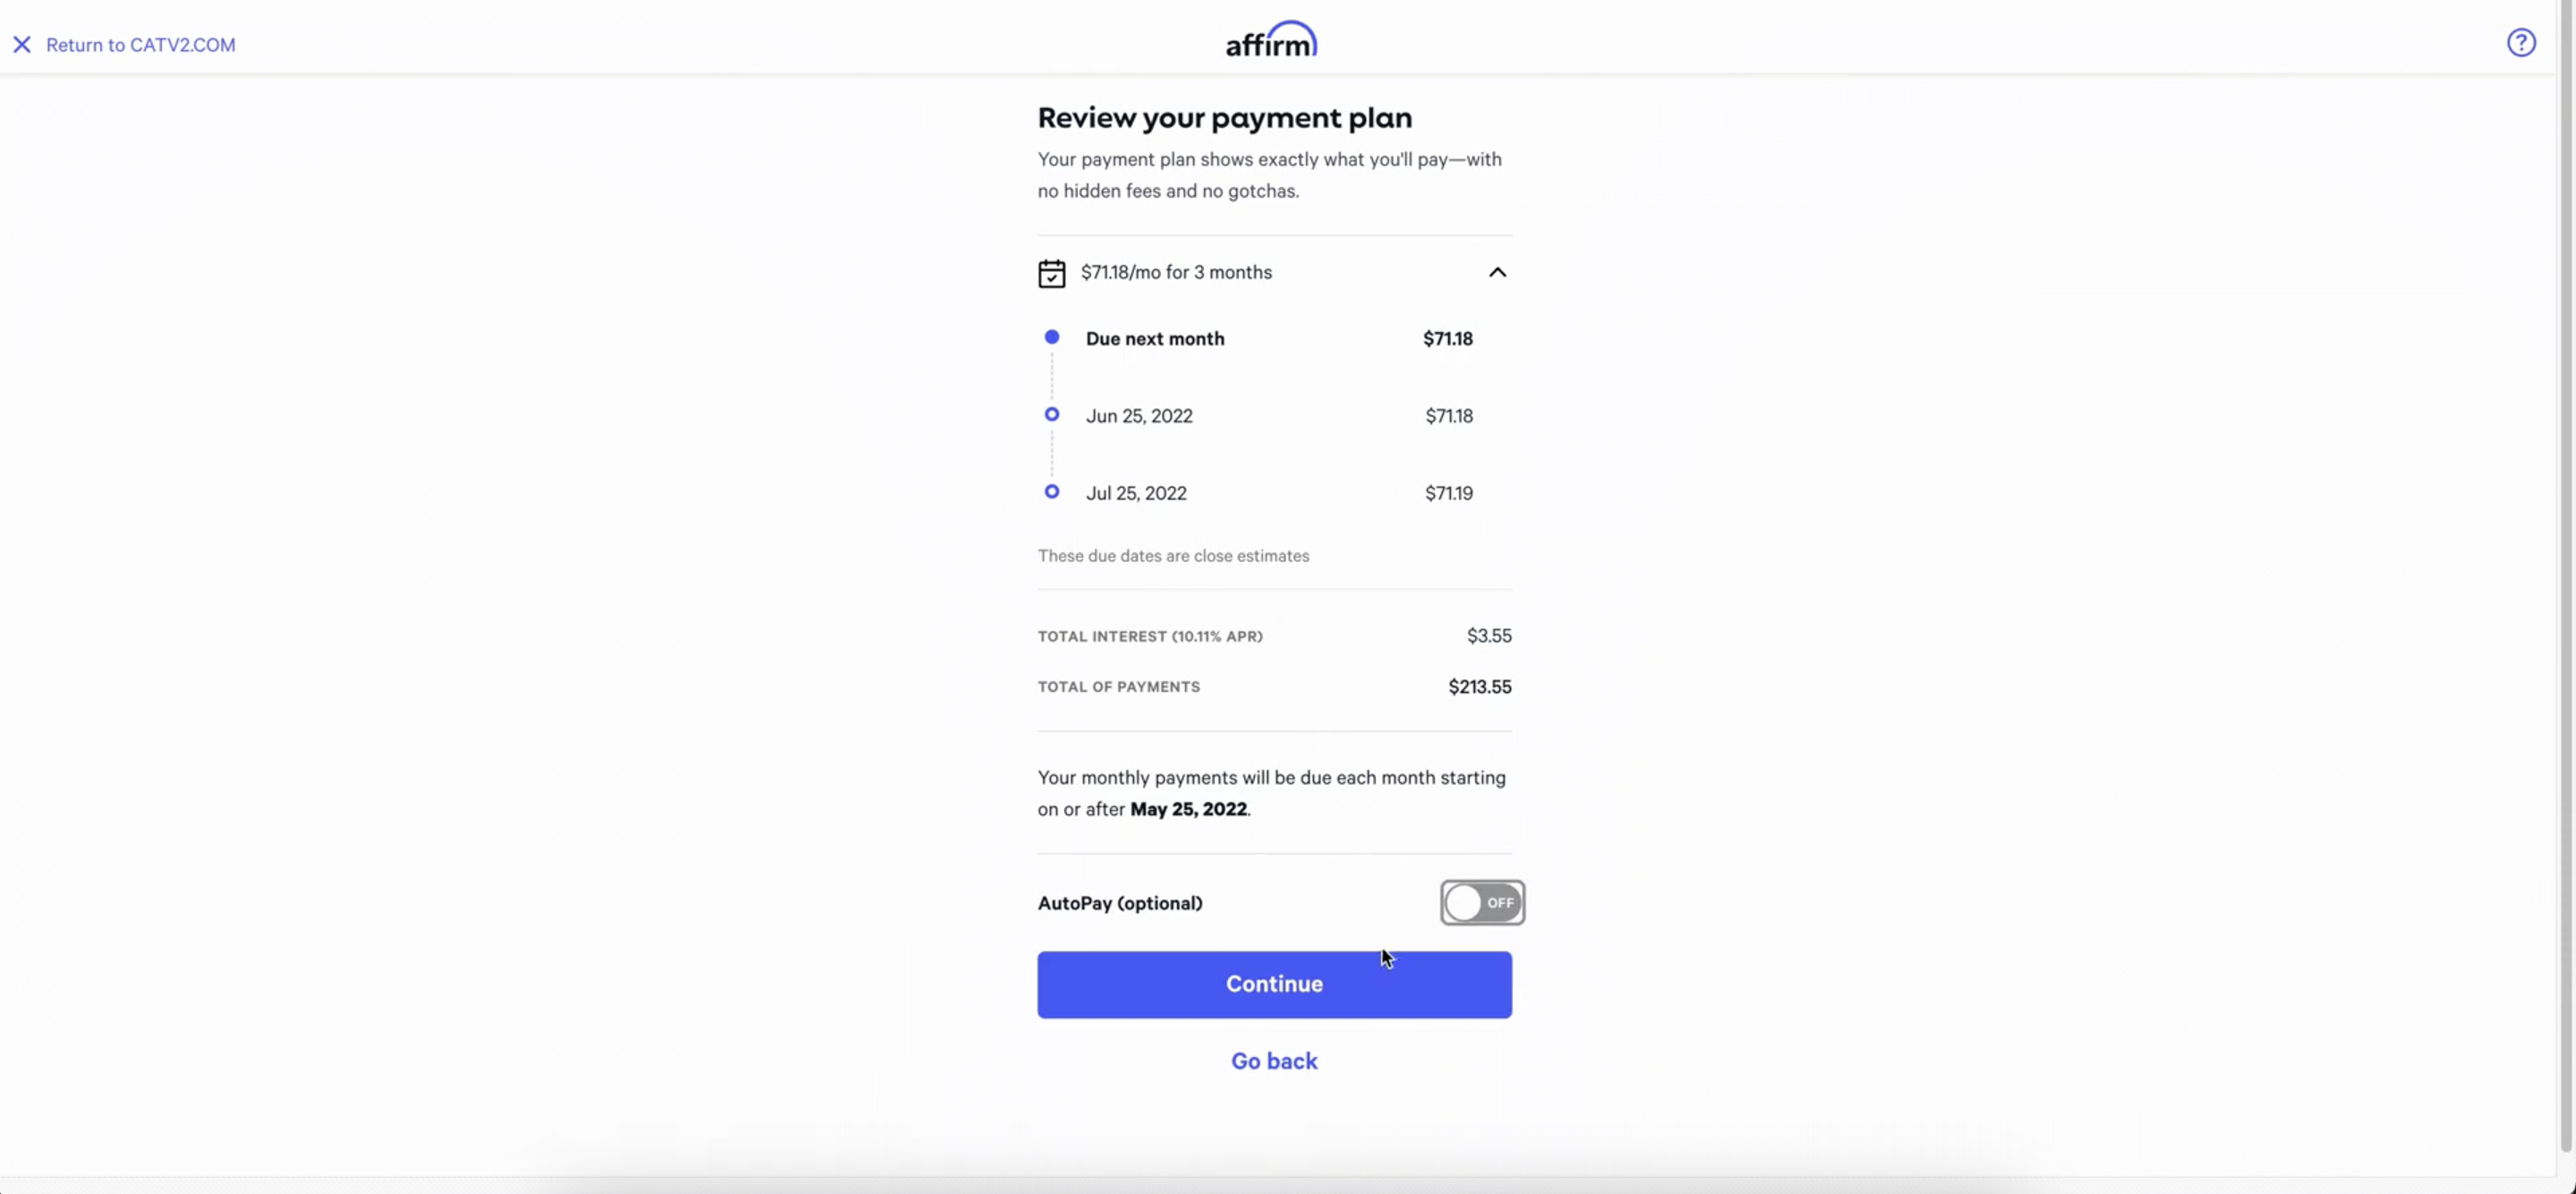 Return to CATV2.COM
affirm
?
Review your payment plan
Your payment plan shows exactly what you'll pay—with
no hidden fees and no gotchas.
$71.18/mo for 3 months
Due next month $71.18
Jun 25, 2022 $71.18
Jul 25, 2022 $71.19
These due dates are close estimates
TOTAL INTEREST (10.11% APR) $3.55
TOTAL OF PAYMENTS $213.55
Your monthly payments will be due each month starting
on or after May 25, 2022.
AutoPay (optional) OFF
Continue
Go back